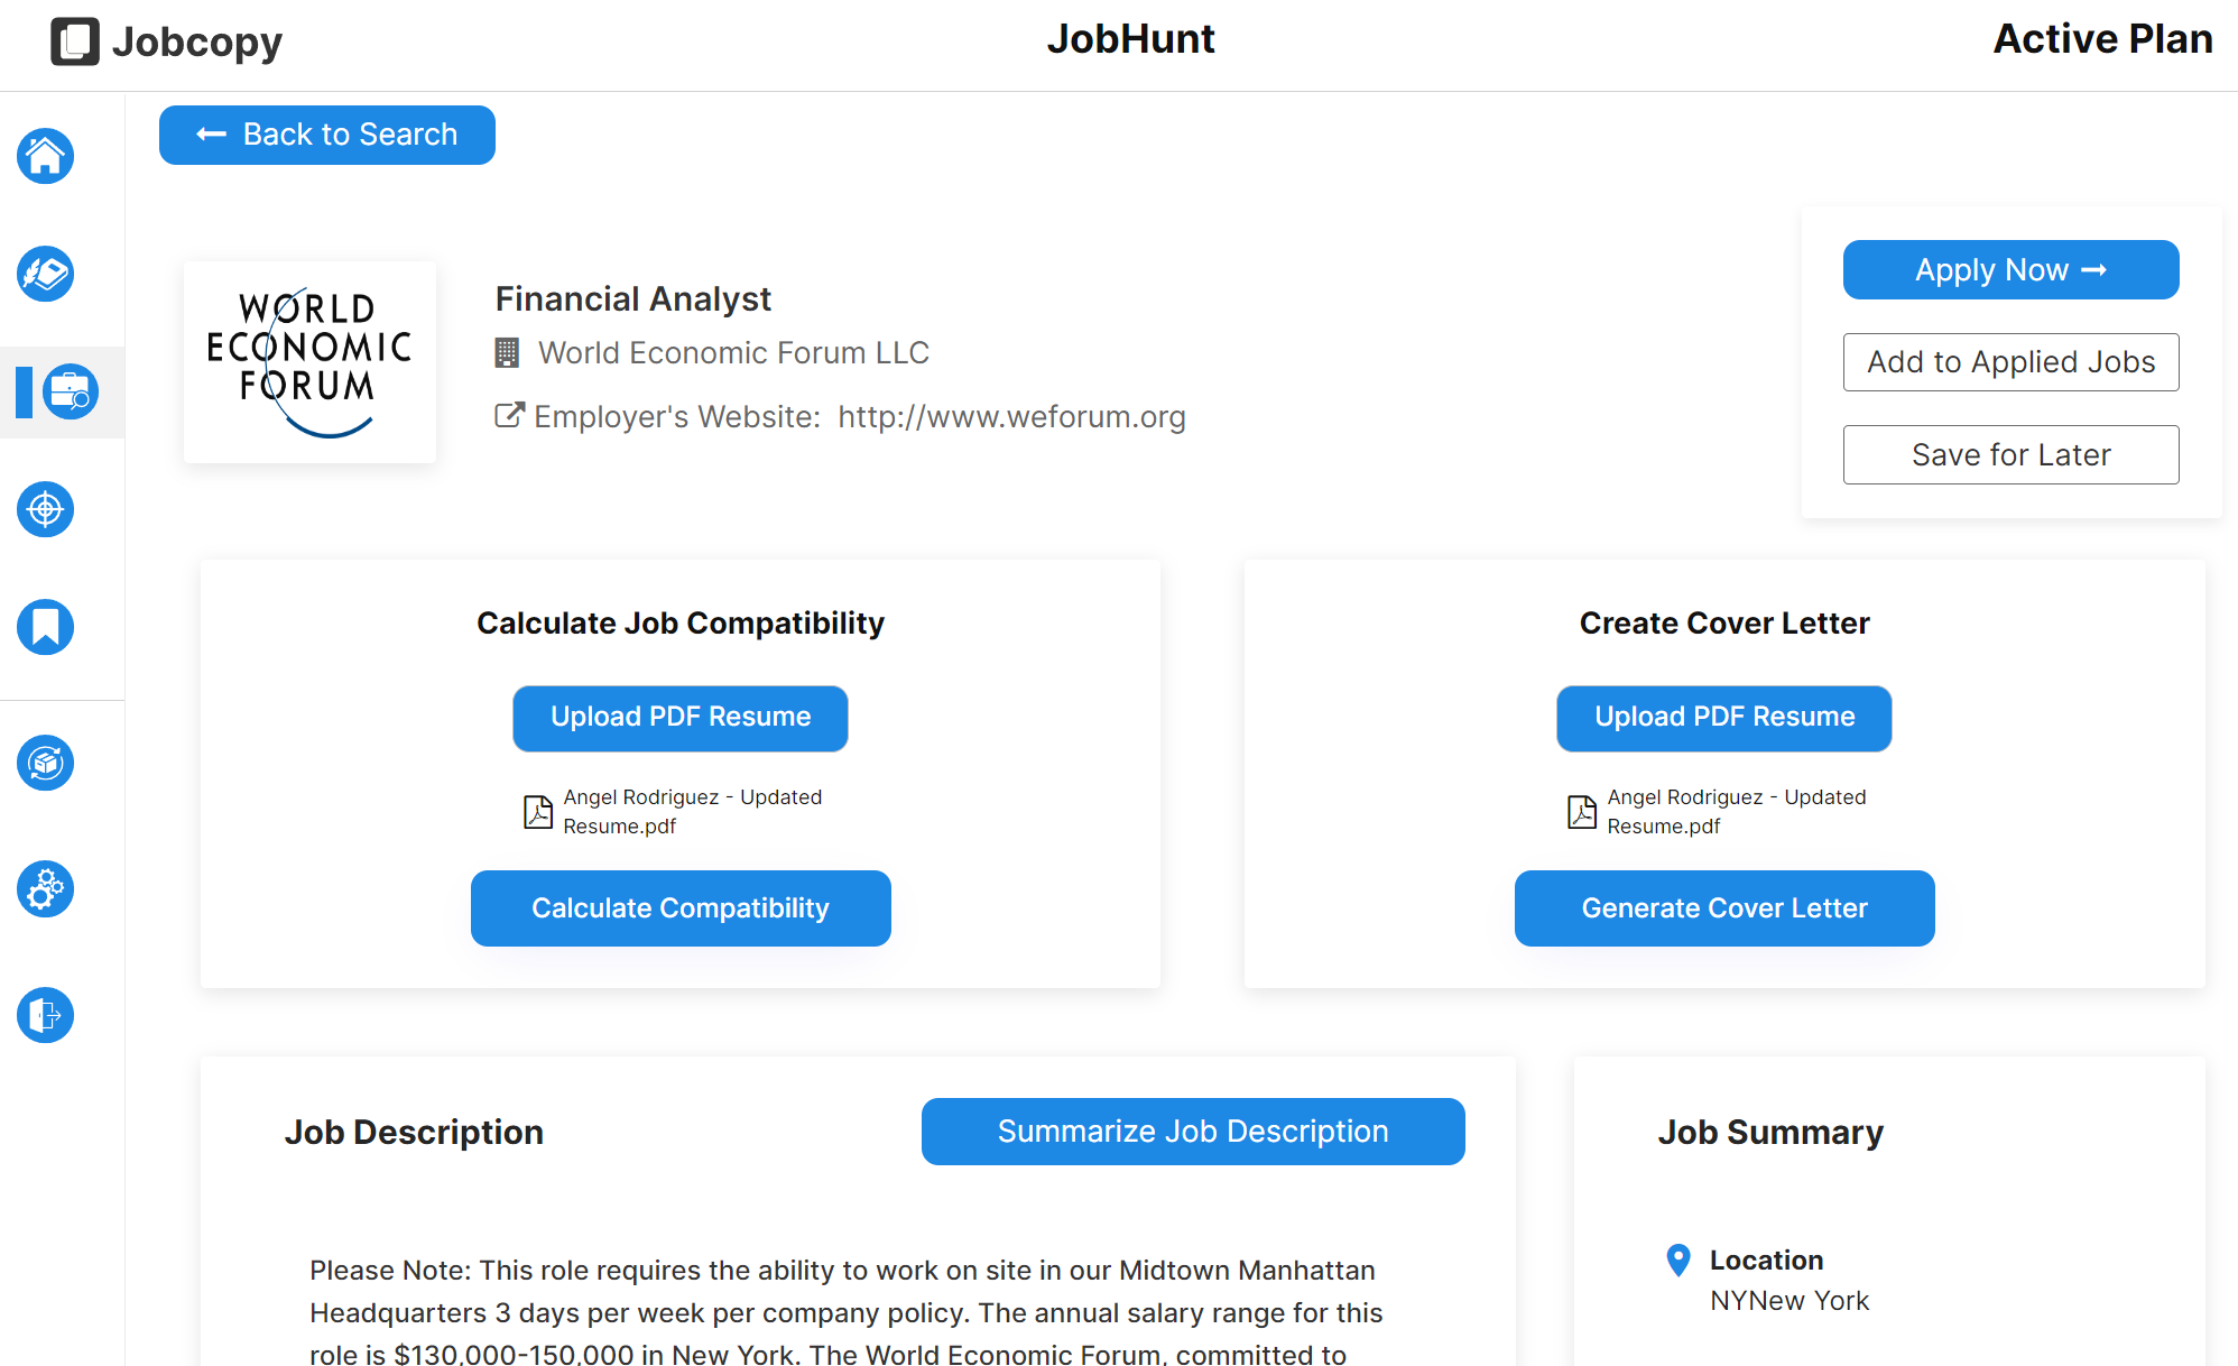 Jobcopy
JobHunt
Active Plan
← Back to Search
WORLD
ECONOMIC
FORUM
Financial Analyst
World Economic Forum LLC
Employer's Website: http://www.weforum.org
Apply Now →
Add to Applied Jobs
Save for Later
Calculate Job Compatibility
Upload PDF Resume
Angel Rodriguez - Updated
Resume.pdf
Calculate Compatibility
Create Cover Letter
Upload PDF Resume
Angel Rodriguez - Updated
Resume.pdf
Generate Cover Letter
Job Description
Summarize Job Description
Please Note: This role requires the ability to work on site in our Midtown Manhattan
Headquarters 3 days per week per company policy. The annual salary range for this
role is $130,000-150,000 in New York. The World Economic Forum, committed to
Job Summary
Location
NYNew York